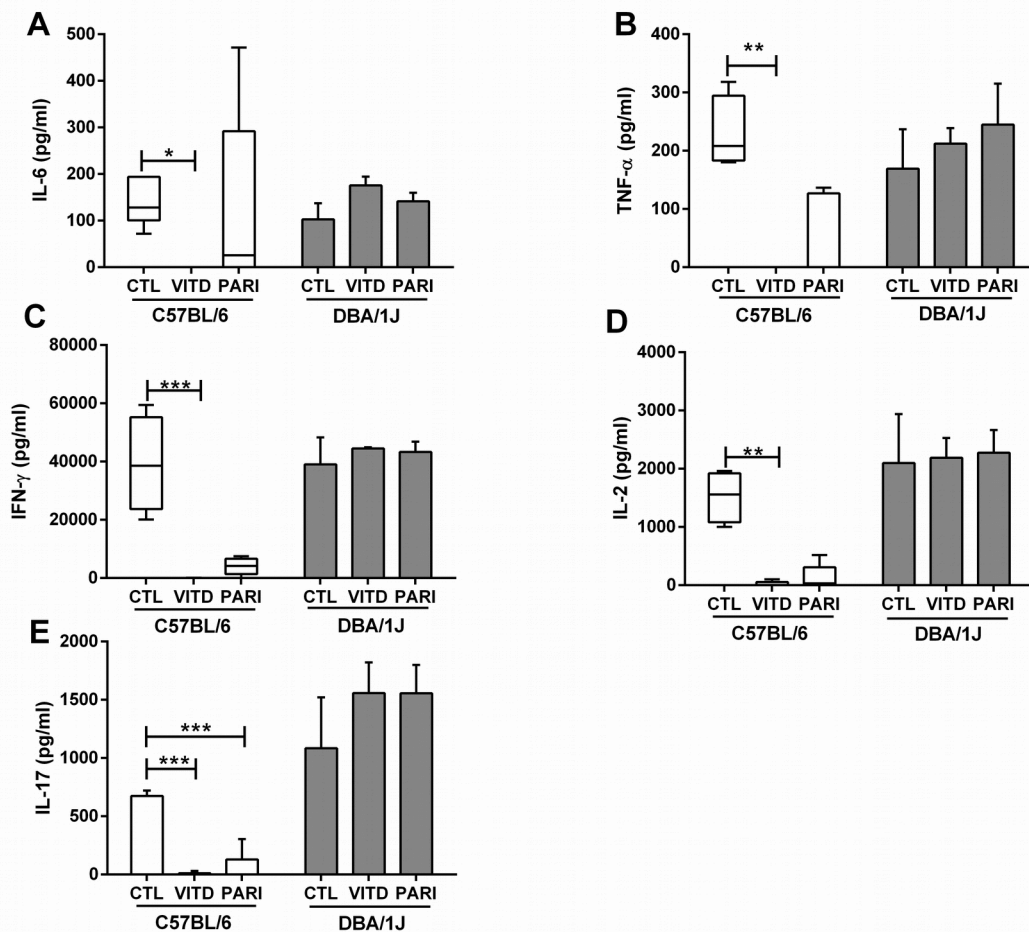 A
IL-6 (pg/ml)
500
400
300
200
100
0
*
CTL VITD PARI
C57BL/6
CTL VITD PARI
DBA/1J
B
TNF-α (pg/ml)
400
300
200
100
0
**
CTL VITD PARI
C57BL/6
CTL VITD PARI
DBA/1J
C
IFN-γ (pg/ml)
80000
60000
40000
20000
0
***
CTL VITD PARI
C57BL/6
CTL VITD PARI
DBA/1J
D
IL-2 (pg/ml)
4000
3000
2000
1000
0
**
CTL VITD PARI
C57BL/6
CTL VITD PARI
DBA/1J
E
IL-17 (pg/ml)
2000
1500
1000
500
0
***
***
CTL VITD PARI
C57BL/6
CTL VITD PARI
DBA/1J